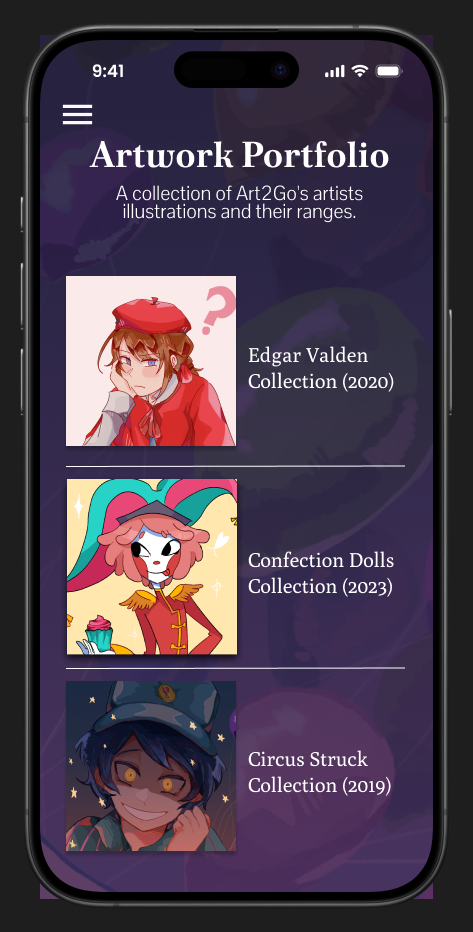 9:41
Artwork Portfolio
A collection of Art2Go's artists
illustrations and their ranges.
?
Edgar Valden
Collection (2020)
Confection Dolls
Collection (2023)
Circus Struck
Collection (2019)